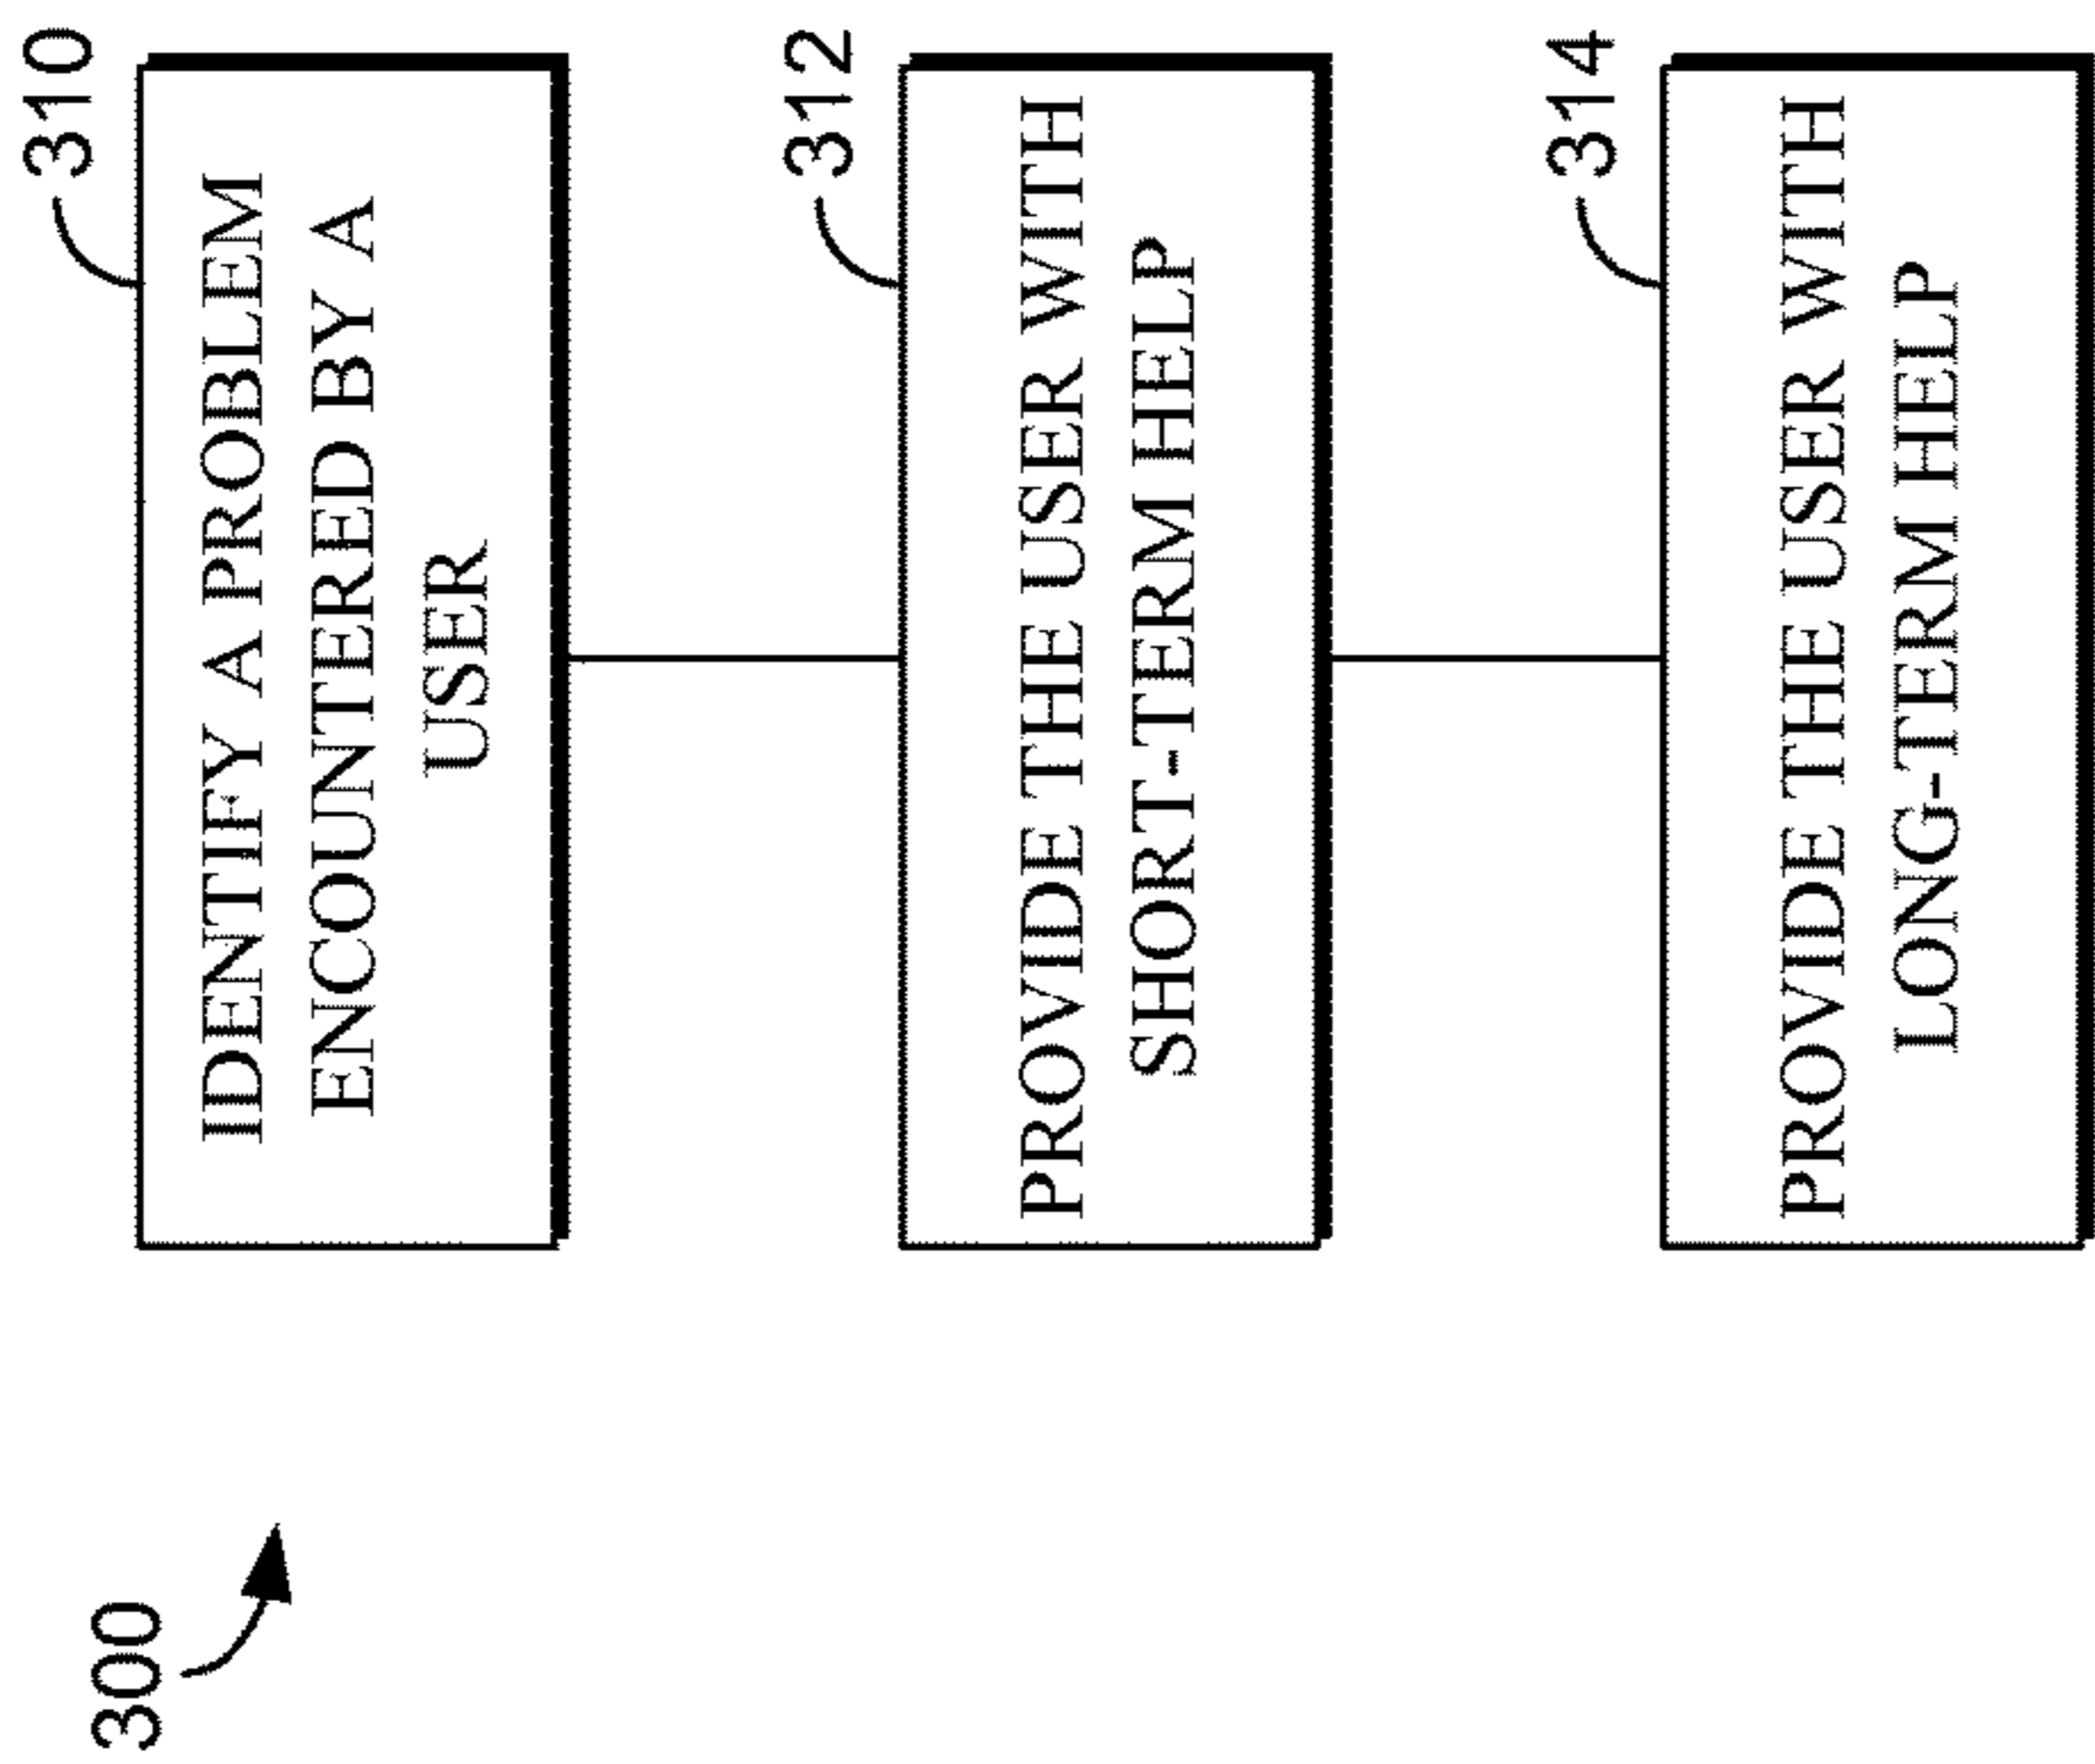 300
310
IDENTIFY A PROBLEM
ENCOUNTERED BY A
USER
312
PROVIDE THE USER WITH
SHORT-TERM HELP
314
PROVIDE THE USER WITH
LONG-TERM HELP